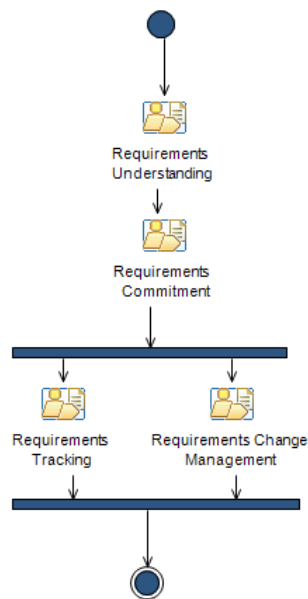 Requirements
Understanding
Requirements
Commitment
Requirements
Tracking
Requirements Change
Management